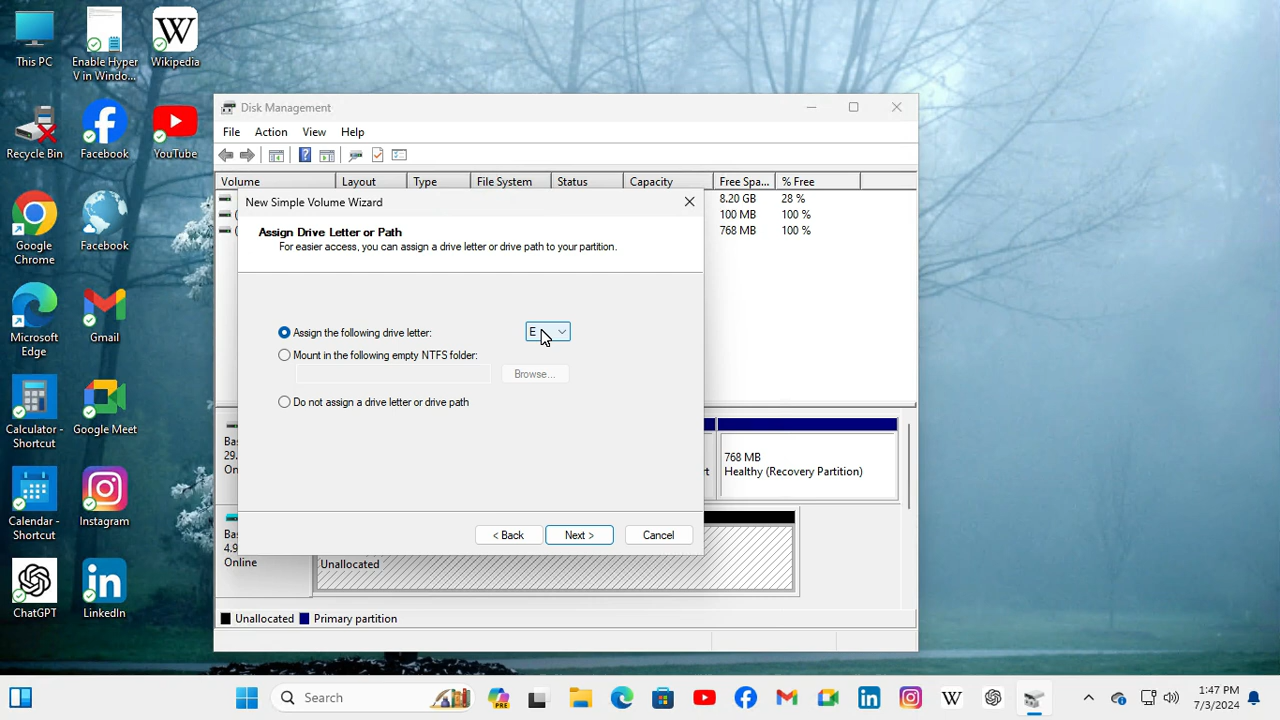 This PC
Enable Hyper
V in Windo...
Wikipedia
Recycle Bin
Facebook
YouTube
Google
Chrome
Facebook
Microsoft
Edge
Gmail
Calculator -
Shortcut
Google Meet
Calendar -
Shortcut
Instagram
ChatGPT
LinkedIn
Disk Management
File Action View Help
Volume Layout Type File System Status Capacity Free Spa... % Free
8.20 GB 28 %
100 MB 100 %
768 MB 100 %
New Simple Volume Wizard
Assign Drive Letter or Path
For easier access, you can assign a drive letter or drive path to your partition.
Assign the following drive letter: E
Mount in the following empty NTFS folder:
Browse...
Do not assign a drive letter or drive path
< Back Next > Cancel
Ba
29.
On
rt
768 MB
Healthy (Recovery Partition)
Ba
4.9
Online
Unallocated
Unallocated Primary partition
Search
PRE
1:47 PM
7/3/2024